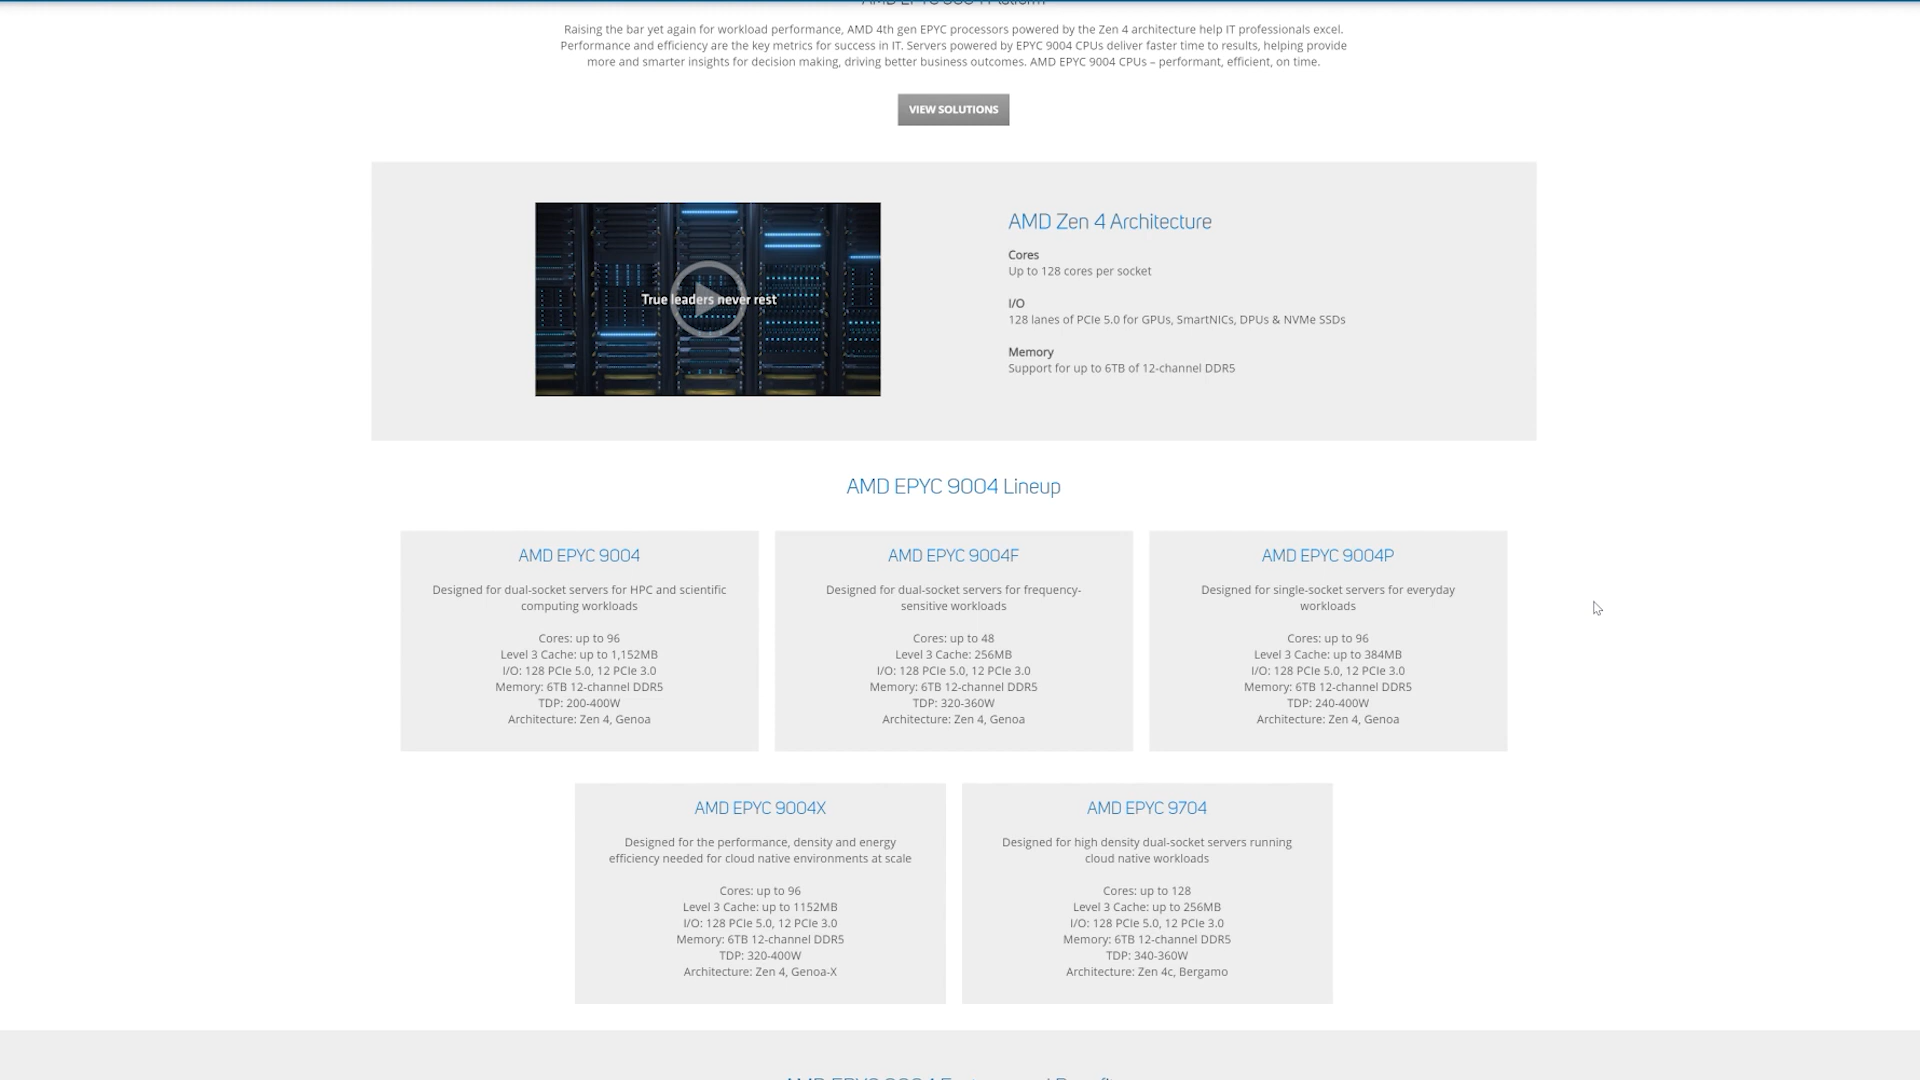 Raising the bar yet again for workload performance, AMD 4th gen EPYC processors powered by the Zen 4 architecture help IT professionals excel.
Performance and efficiency are the key metrics for success in IT. Servers powered by EPYC 9004 CPUs deliver faster time to results, helping provide
more and smarter insights for decision making, driving better business outcomes. AMD EPYC 9004 CPUs – performant, efficient, on time.
VIEW SOLUTIONS
True leaders never rest
AMD Zen 4 Architecture
Cores
Up to 128 cores per socket
I/O
128 lanes of PCIe 5.0 for GPUs, SmartNICs, DPUs & NVMe SSDs
Memory
Support for up to 6TB of 12-channel DDR5
AMD EPYC 9004 Lineup
AMD EPYC 9004
Designed for dual-socket servers for HPC and scientific
computing workloads
Cores: up to 96
Level 3 Cache: up to 1,152MB
I/O: 128 PCIe 5.0, 12 PCIe 3.0
Memory: 6TB 12-channel DDR5
TDP: 200-400W
Architecture: Zen 4, Genoa
AMD EPYC 9004F
Designed for dual-socket servers for frequency-
sensitive workloads
Cores: up to 48
Level 3 Cache: 256MB
I/O: 128 PCIe 5.0, 12 PCIe 3.0
Memory: 6TB 12-channel DDR5
TDP: 320-360W
Architecture: Zen 4, Genoa
AMD EPYC 9004P
Designed for single-socket servers for everyday
workloads
Cores: up to 96
Level 3 Cache: up to 384MB
I/O: 128 PCIe 5.0, 12 PCIe 3.0
Memory: 6TB 12-channel DDR5
TDP: 240-400W
Architecture: Zen 4, Genoa
AMD EPYC 9004X
Designed for the performance, density and energy
efficiency needed for cloud native environments at scale
Cores: up to 96
Level 3 Cache: up to 1152MB
I/O: 128 PCIe 5.0, 12 PCIe 3.0
Memory: 6TB 12-channel DDR5
TDP: 320-400W
Architecture: Zen 4, Genoa-X
AMD EPYC 9704
Designed for high density dual-socket servers running
cloud native workloads
Cores: up to 128
Level 3 Cache: up to 256MB
I/O: 128 PCIe 5.0, 12 PCIe 3.0
Memory: 6TB 12-channel DDR5
TDP: 340-360W
Architecture: Zen 4c, Bergamo